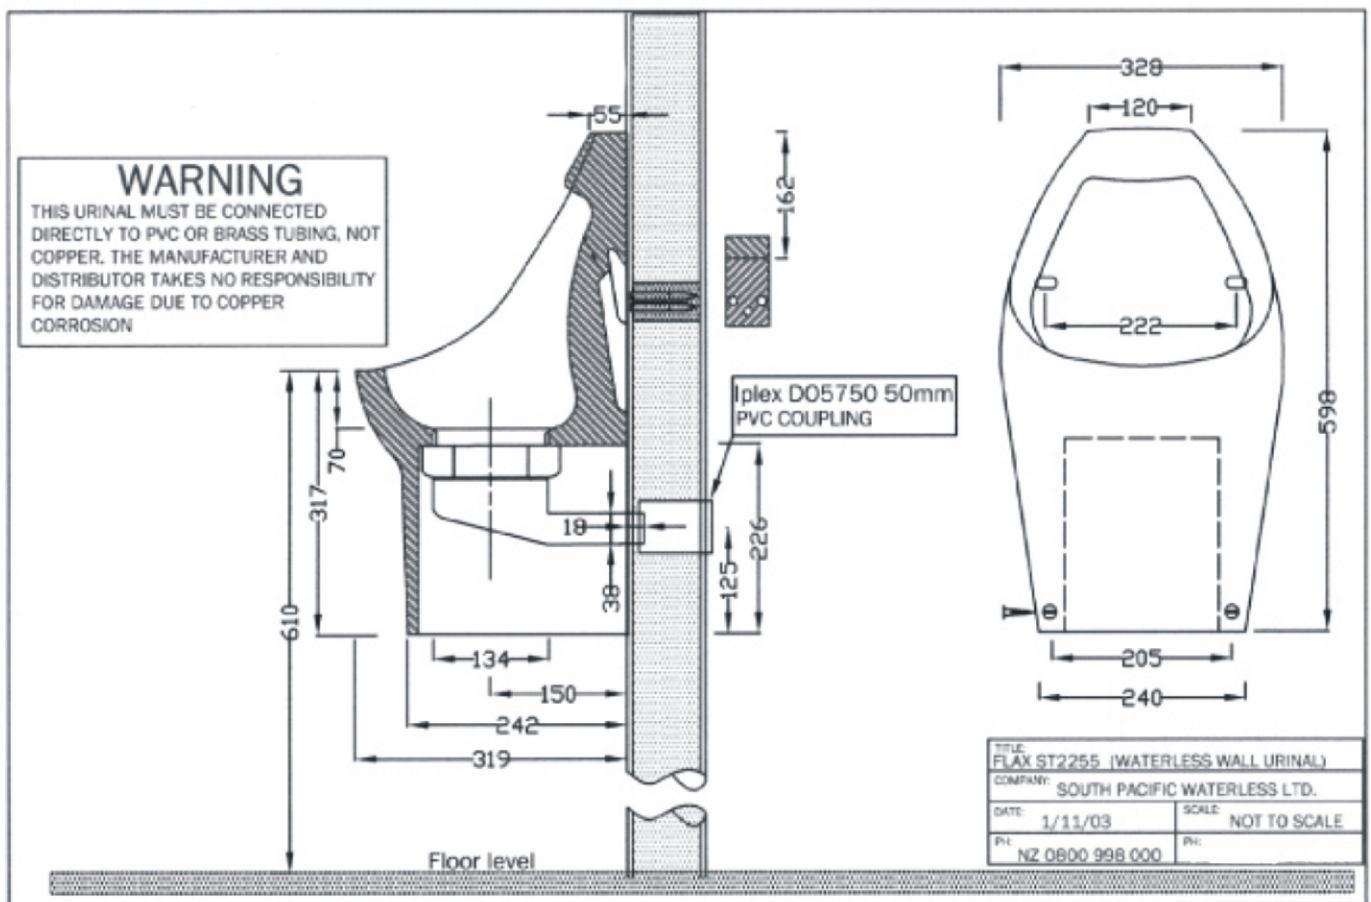 WARNING
THIS URINAL MUST BE CONNECTED
DIRECTLY TO PVC OR BRASS TUBING, NOT
COPPER. THE MANUFACTURER AND
DISTRIBUTOR TAKES NO RESPONSIBILITY
FOR DAMAGE DUE TO COPPER
CORROSION
55
162
Iplex DO5750 50mm
PVC COUPLING
70
317
610
18
38
226
125
134
150
242
319
Floor level
328
120
222
598
205
240
TITLE:
FLAX ST2255 (WATERLESS WALL URINAL)
COMPANY: SOUTH PACIFIC WATERLESS LTD.
DATE: 1/11/03
SCALE: NOT TO SCALE
PH: NZ 0800 998 000
PH: